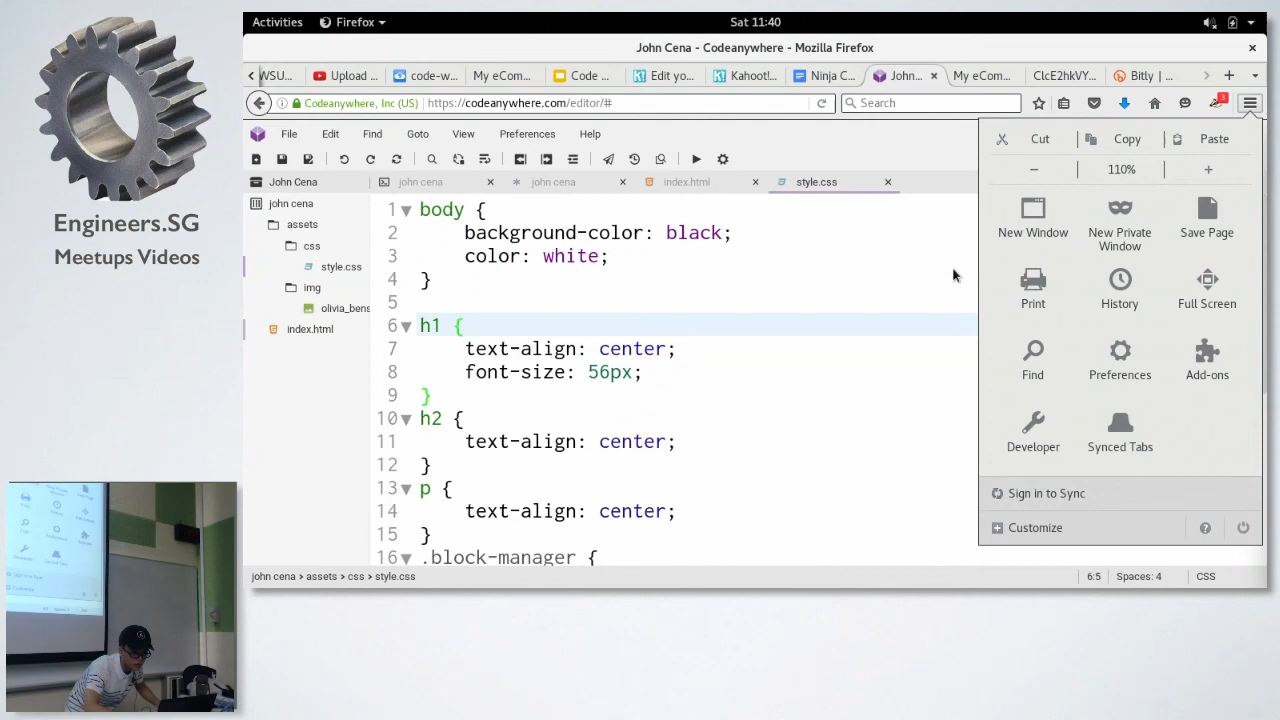 Engineers.SG
Meetups Videos
Activities Firefox Sat 11:40
John Cena - Codeanywhere - Mozilla Firefox
WSU... Upload ... code-w... My eCom... Code ... Edit yo... Kahoot!... Ninja C... John... My eCom... ClcE2hkVY... Bitly | ...
Codeanywhere, Inc (US) https://codeanywhere.com/editor/# Search 3
File Edit Find Goto View Preferences Help
John Cena john cena john cena index.html style.css
john cena
assets
css
style.css
img
olivia_bens
index.html
1 body {
2 background-color: black;
3 color: white;
4 }
5
6 h1 {
7 text-align: center;
8 font-size: 56px;
9 }
10 h2 {
11 text-align: center;
12 }
13 p {
14 text-align: center;
15 }
16 .block-manager {
Cut Copy Paste
− 110% +
New Window New Private Window Save Page
Print History Full Screen
Find Preferences Add-ons
Developer Synced Tabs
Sign in to Sync
Customize
john cena > assets > css > style.css 6:5 Spaces: 4 CSS